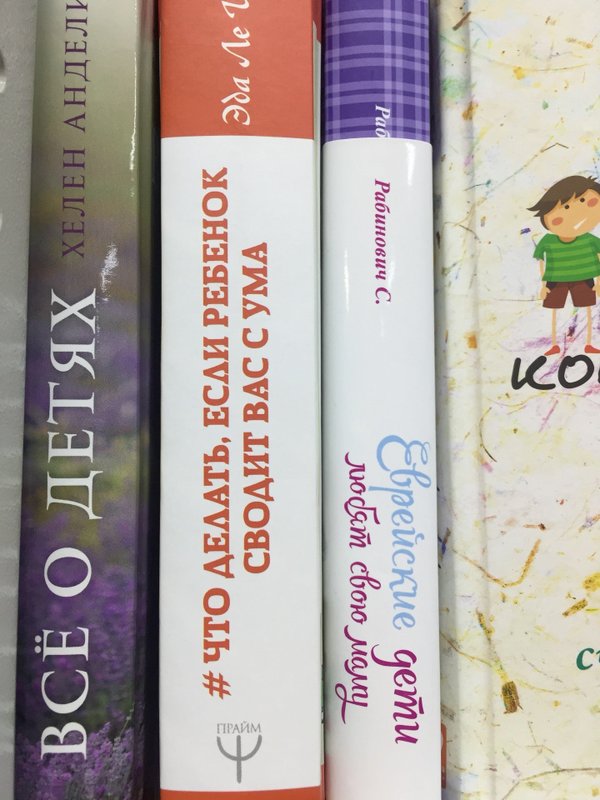 ВСЁ О ДЕТЯХ
ХЕЛЕН
Эда Ле
# ЧТО ДЕЛАТЬ, ЕСЛИ РЕБЕНОК
СВОДИТ ВАС С УМА
ПРАЙМ
Рабинович С.
Еврейские дети
любят свою маму